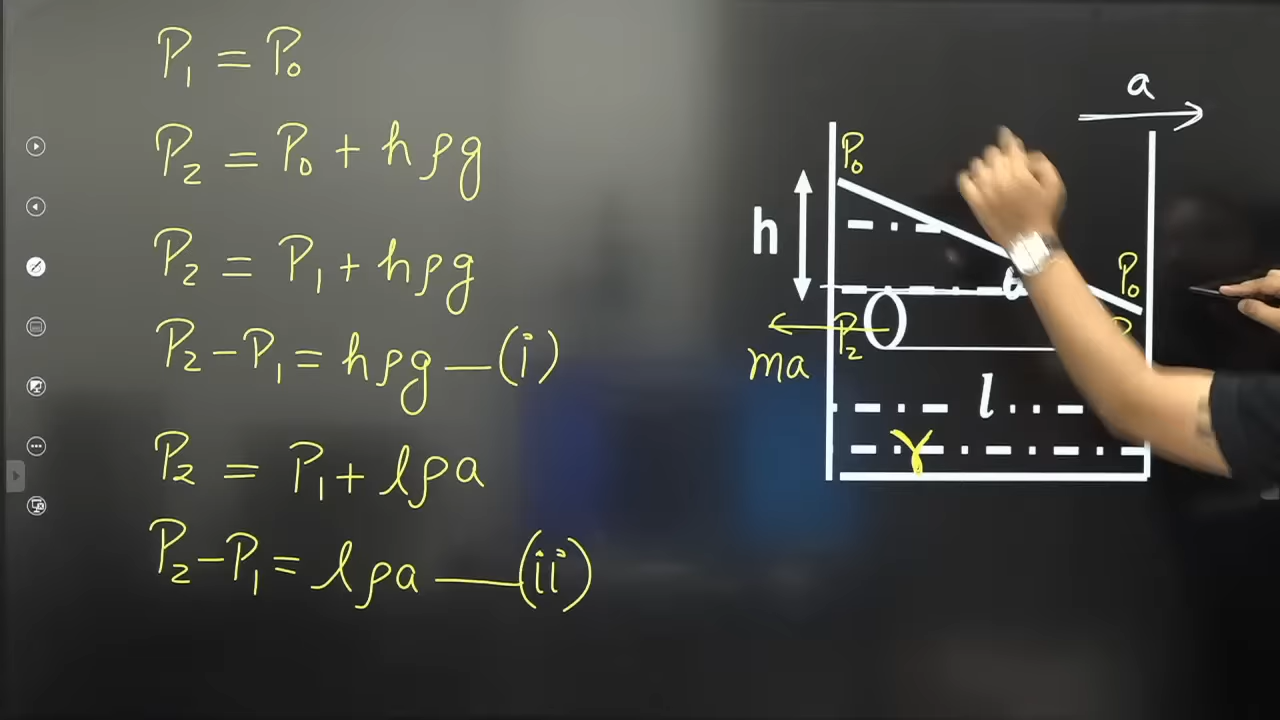 P₁ = P₀
P₂ = P₀ + hρg
P₂ = P₁ + hρg
P₂ – P₁ = hρg — (i)
P₂ = P₁ + lρa
P₂ – P₁ = lρa — (ii)
a
P₀
h
P₀
P₂
ma
l